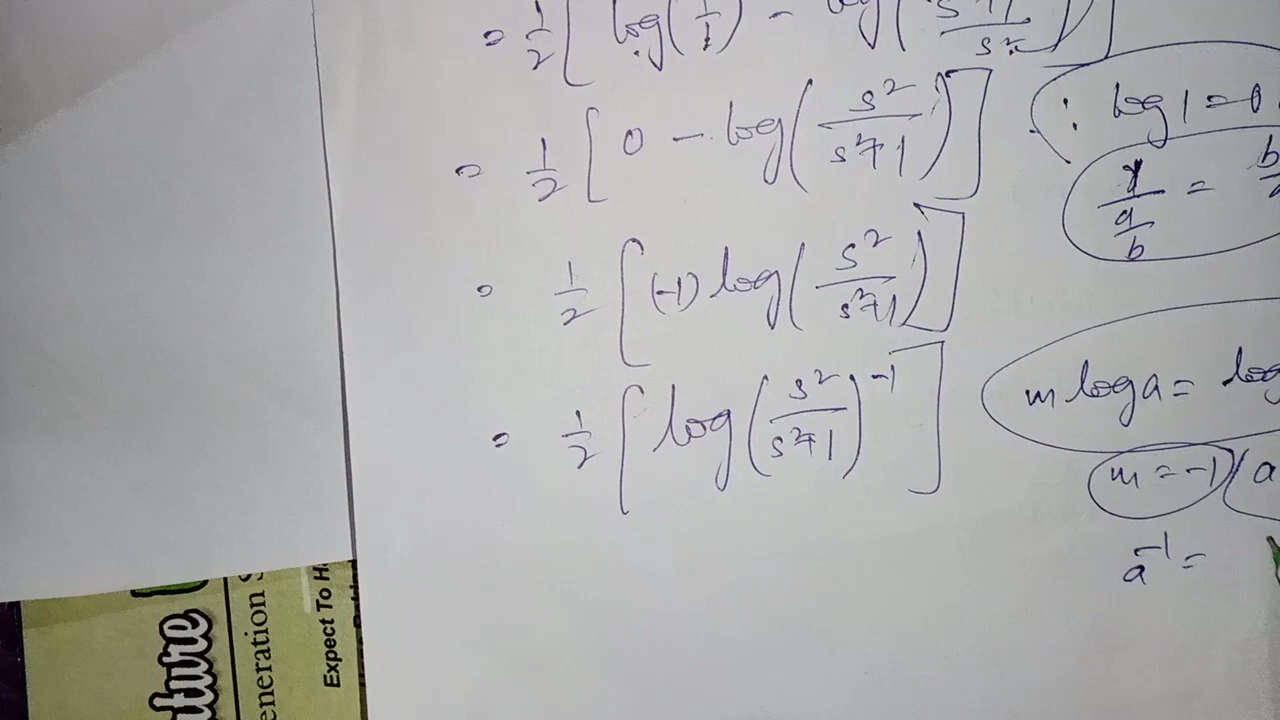 = 1/2 [ log(1/1) - log(
= 1/2 [ 0 - log( s²/s²+1 ) ]
∵ log 1 = 0
1/(a/b) = b/
= 1/2 [ (-1) log( s²/s²+1 ) ]
= 1/2 [ log( s²/s²+1 )⁻¹ ]
m log a = log
m = -1 ( a
a⁻¹ =
ture
eneration S
Expect To H